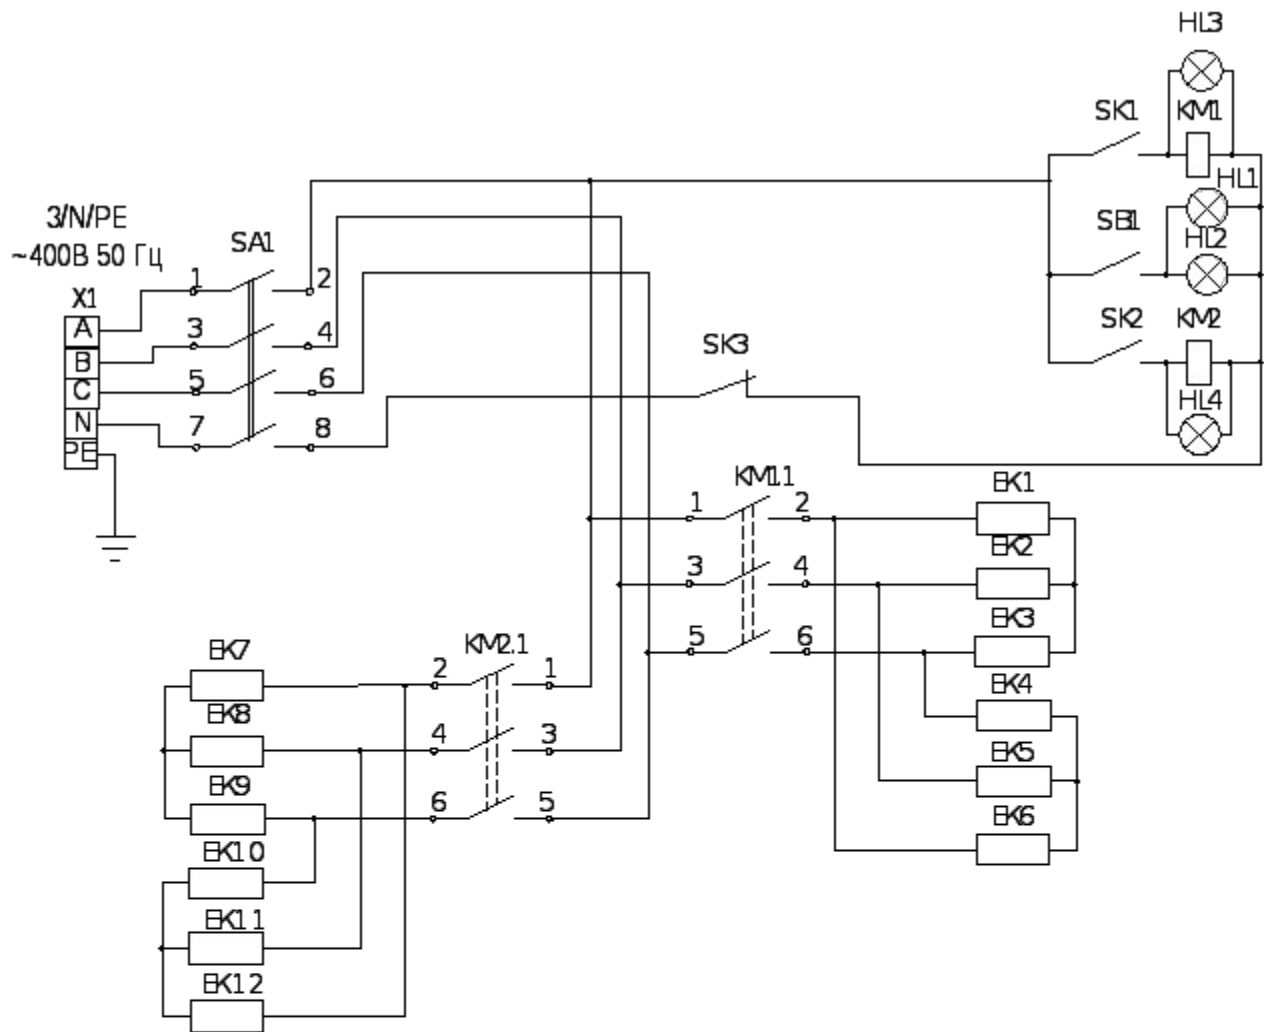 HL3
SK1
KM1
HL1
3/N/PE
~400В 50 Гц
SA1
SB1
HL2
X1
1
2
A
3
4
SK2
KM2
B
SK3
C
5
6
HL4
N
7
8
PE
KM1.1
EK1
1
2
EK2
3
4
EK3
5
6
EK7
KM2.1
EK4
2
1
EK8
4
3
EK5
EK9
6
5
EK6
EK10
EK11
EK12